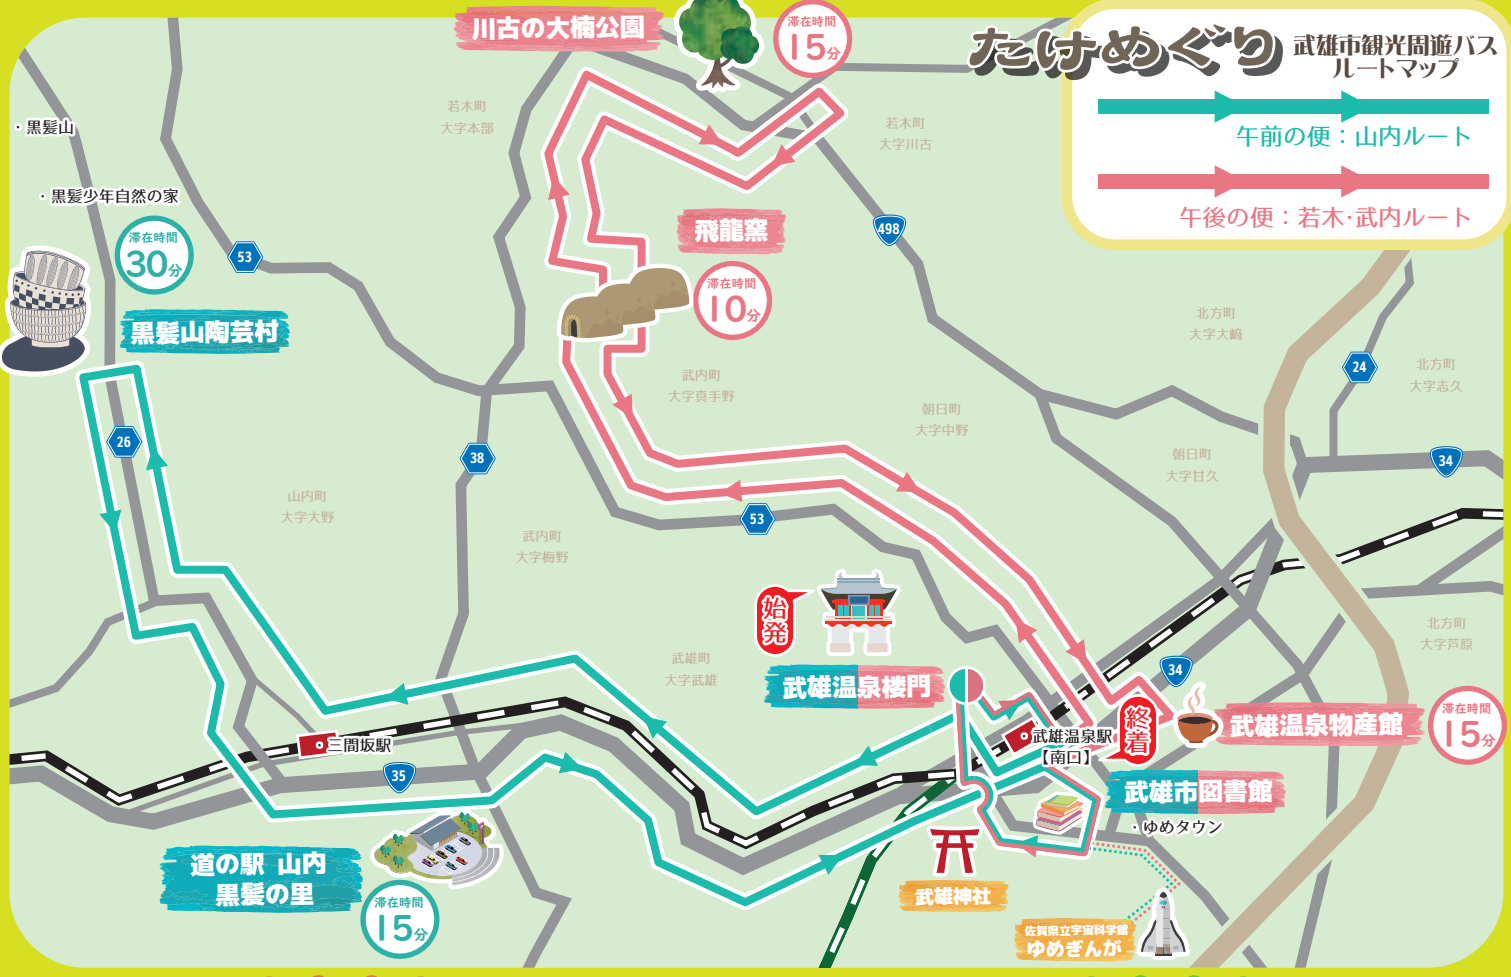 川古の大楠公園
滞在時間
15分
たけめぐり
武雄市観光周遊バス
ルートマップ
午前の便：山内ルート
午後の便：若木・武内ルート
若木町
大字本部
若木町
大字川古
・黒髪山
・黒髪少年自然の家
滞在時間
30分
53
黒髪山陶芸村
飛龍窯
滞在時間
10分
498
北方町
大字大﨑
24
北方町
大字志久
武内町
大字真手野
朝日町
大字中野
26
38
朝日町
大字甘久
34
山内町
大字大野
53
武内町
大字梅野
始発
武雄温泉楼門
武雄町
大字武雄
北方町
大字芦原
34
武雄温泉物産館
滞在時間
15分
三間坂駅
武雄温泉駅
【南口】
終着
35
武雄市図書館
・ゆめタウン
道の駅 山内
黒髪の里
滞在時間
15分
武雄神社
佐賀県立宇宙科学館
ゆめぎんが